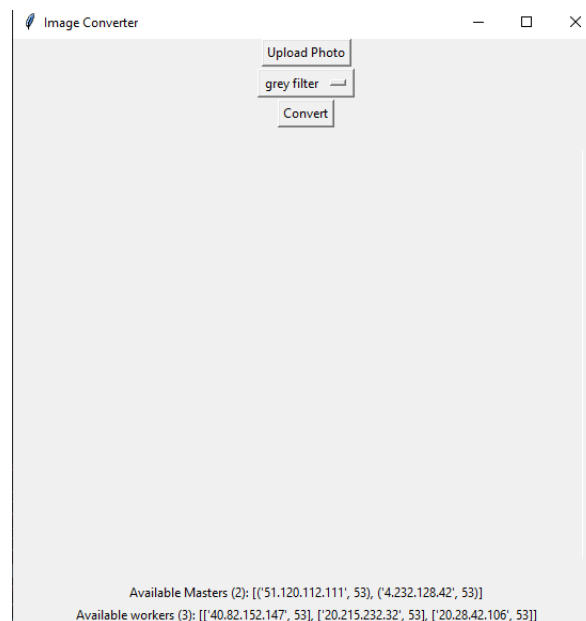 Image Converter
Upload Photo
grey filter
Convert
Available Masters (2): [('51.120.112.111', 53), ('4.232.128.42', 53)]
Available workers (3): [['40.82.152.147', 53], ['20.215.232.32', 53], ['20.28.42.106', 53]]